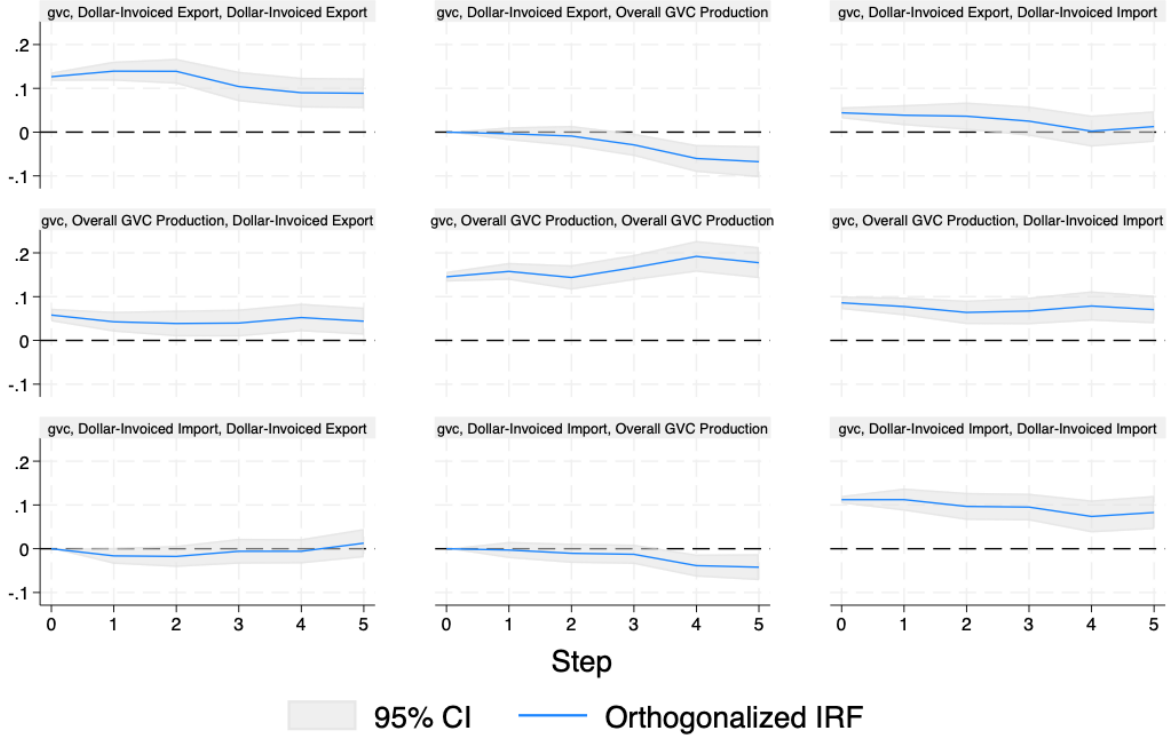 gvc, Dollar-Invoiced Export, Dollar-Invoiced Export
gvc, Dollar-Invoiced Export, Overall GVC Production
gvc, Dollar-Invoiced Export, Dollar-Invoiced Import
.2
.1
0
-.1
gvc, Overall GVC Production, Dollar-Invoiced Export
gvc, Overall GVC Production, Overall GVC Production
gvc, Overall GVC Production, Dollar-Invoiced Import
.2
.1
0
-.1
gvc, Dollar-Invoiced Import, Dollar-Invoiced Export
gvc, Dollar-Invoiced Import, Overall GVC Production
gvc, Dollar-Invoiced Import, Dollar-Invoiced Import
.2
.1
0
-.1
0 1 2 3 4 5
0 1 2 3 4 5
0 1 2 3 4 5
Step
95% CI
Orthogonalized IRF